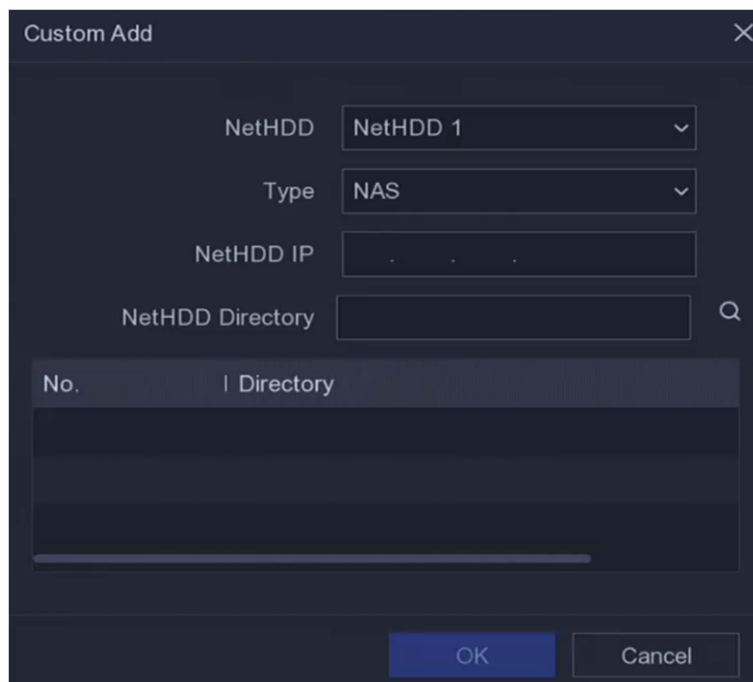 Custom Add
NetHDD NetHDD 1
Type NAS
NetHDD IP . . .
NetHDD Directory
No. Directory
OK Cancel